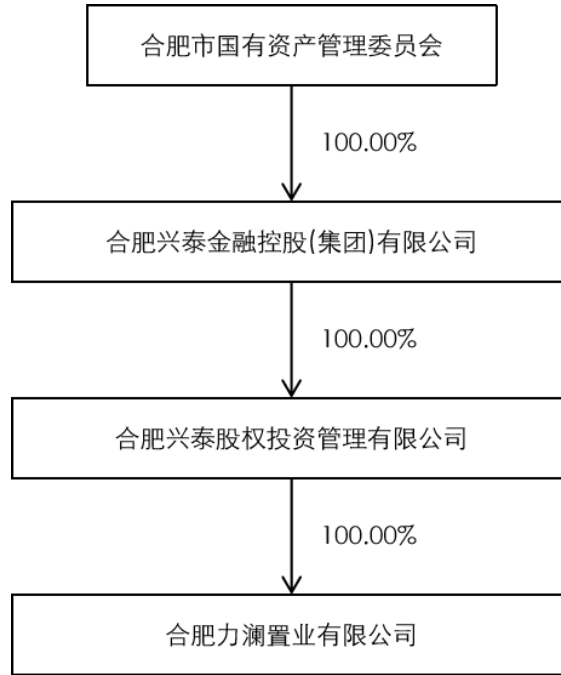 合肥市国有资产管理委员会
100.00%
合肥兴泰金融控股(集团)有限公司
100.00%
合肥兴泰股权投资管理有限公司
100.00%
合肥力澜置业有限公司